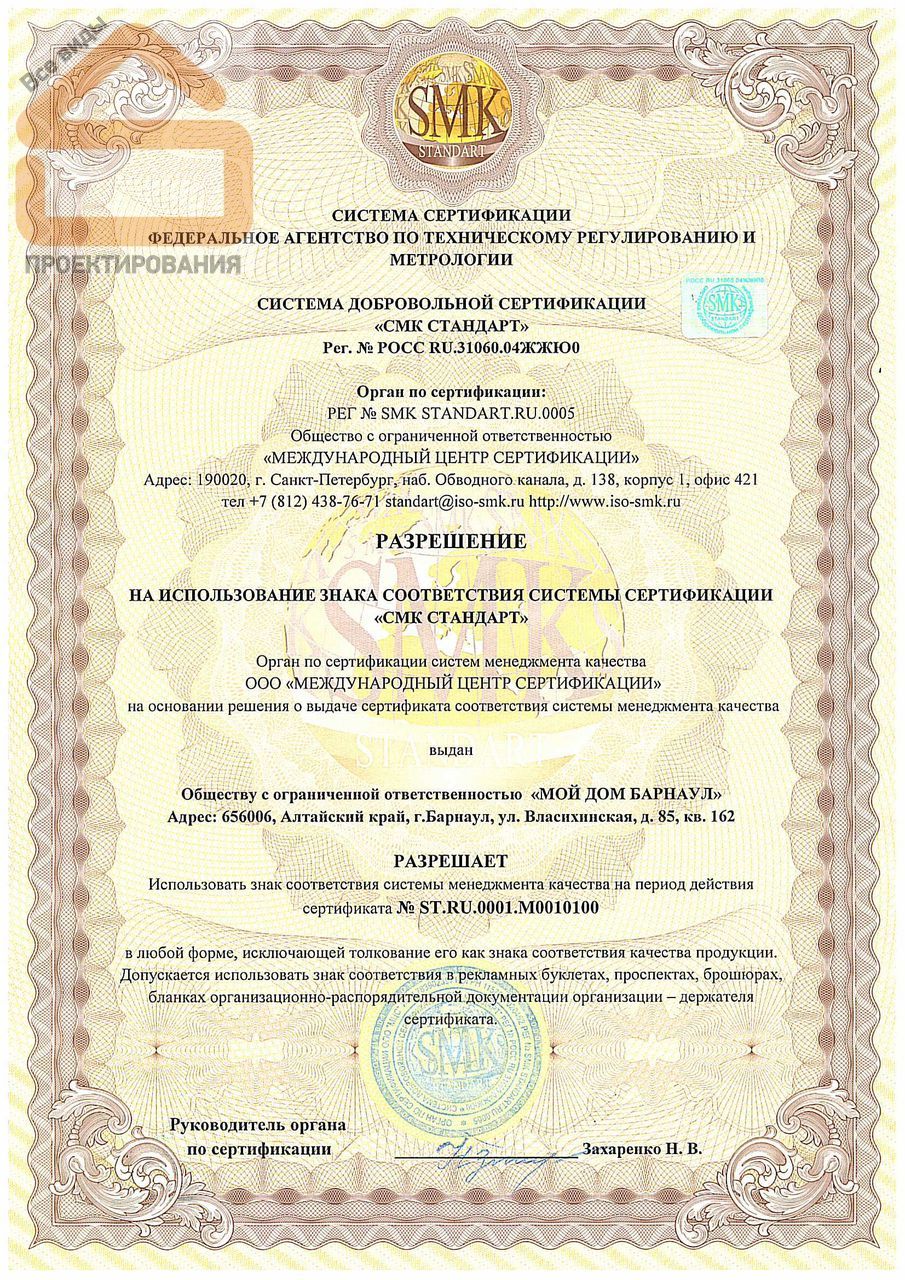 Все виды
ПРОЕКТИРОВАНИЯ
SMK
STANDART
СИСТЕМА СЕРТИФИКАЦИИ
ФЕДЕРАЛЬНОЕ АГЕНТСТВО ПО ТЕХНИЧЕСКОМУ РЕГУЛИРОВАНИЮ И
МЕТРОЛОГИИ
СИСТЕМА ДОБРОВОЛЬНОЙ СЕРТИФИКАЦИИ
«СМК СТАНДАРТ»
Рег. № РОСС RU.31060.04ЖЖЮ0
SMK
STANDART
Орган по сертификации:
РЕГ № SMK STANDART.RU.0005
Общество с ограниченной ответственностью
«МЕЖДУНАРОДНЫЙ ЦЕНТР СЕРТИФИКАЦИИ»
Адрес: 190020, г. Санкт-Петербург, наб. Обводного канала, д. 138, корпус 1, офис 421
тел +7 (812) 438-76-71 standart@iso-smk.ru http://www.iso-smk.ru
РАЗРЕШЕНИЕ
НА ИСПОЛЬЗОВАНИЕ ЗНАКА СООТВЕТСТВИЯ СИСТЕМЫ СЕРТИФИКАЦИИ
«СМК СТАНДАРТ»
Орган по сертификации систем менеджмента качества
ООО «МЕЖДУНАРОДНЫЙ ЦЕНТР СЕРТИФИКАЦИИ»
на основании решения о выдаче сертификата соответствия системы менеджмента качества
SMK
STANDART
выдан
Обществу с ограниченной ответственностью «МОЙ ДОМ БАРНАУЛ»
Адрес: 656006, Алтайский край, г.Барнаул, ул. Власихинская, д. 85, кв. 162
РАЗРЕШАЕТ
Использовать знак соответствия системы менеджмента качества на период действия
сертификата № ST.RU.0001.M0010100
в любой форме, исключающей толкование его как знака соответствия качества продукции.
Допускается использовать знак соответствия в рекламных буклетах, проспектах, брошюрах,
бланках организационно-распорядительной документации организации – держателя
сертификата.
SMK
Руководитель органа
по сертификации
Захаренко Н. В.